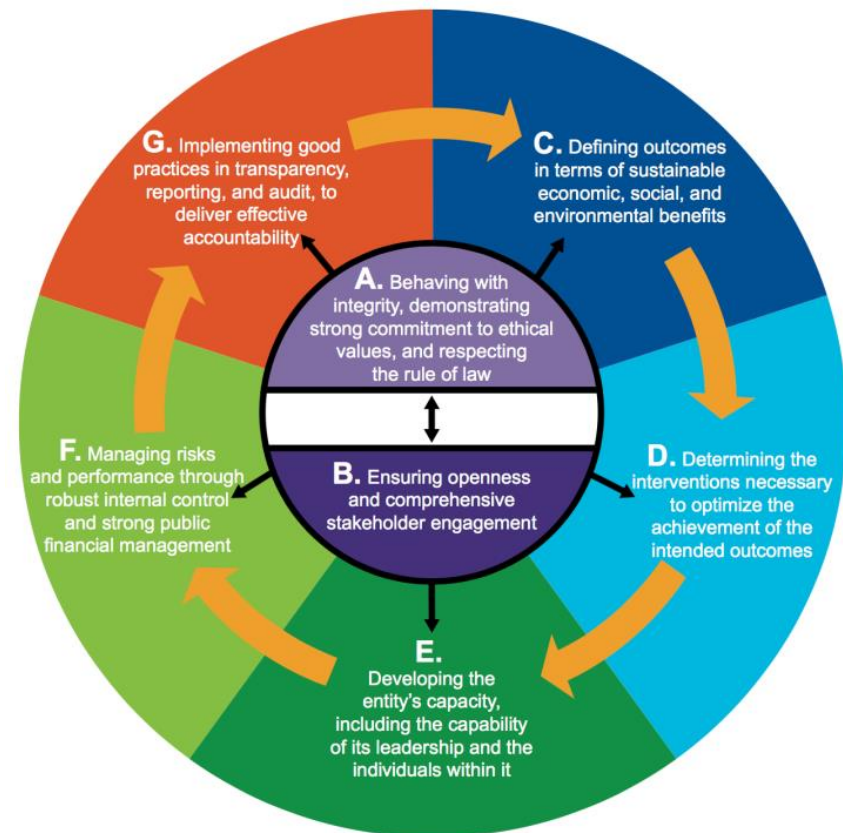 G. Implementing good
practices in transparency,
reporting, and audit, to
deliver effective
accountability
C. Defining outcomes
in terms of sustainable
economic, social, and
environmental benefits
A. Behaving with
integrity, demonstrating
strong commitment to ethical
values, and respecting
the rule of law
F. Managing risks
and performance through
robust internal control
and strong public
financial management
B. Ensuring openness
and comprehensive
stakeholder engagement
D. Determining the
interventions necessary
to optimize the
achievement of the
intended outcomes
E.
Developing the
entity's capacity,
including the capability
of its leadership and the
individuals within it